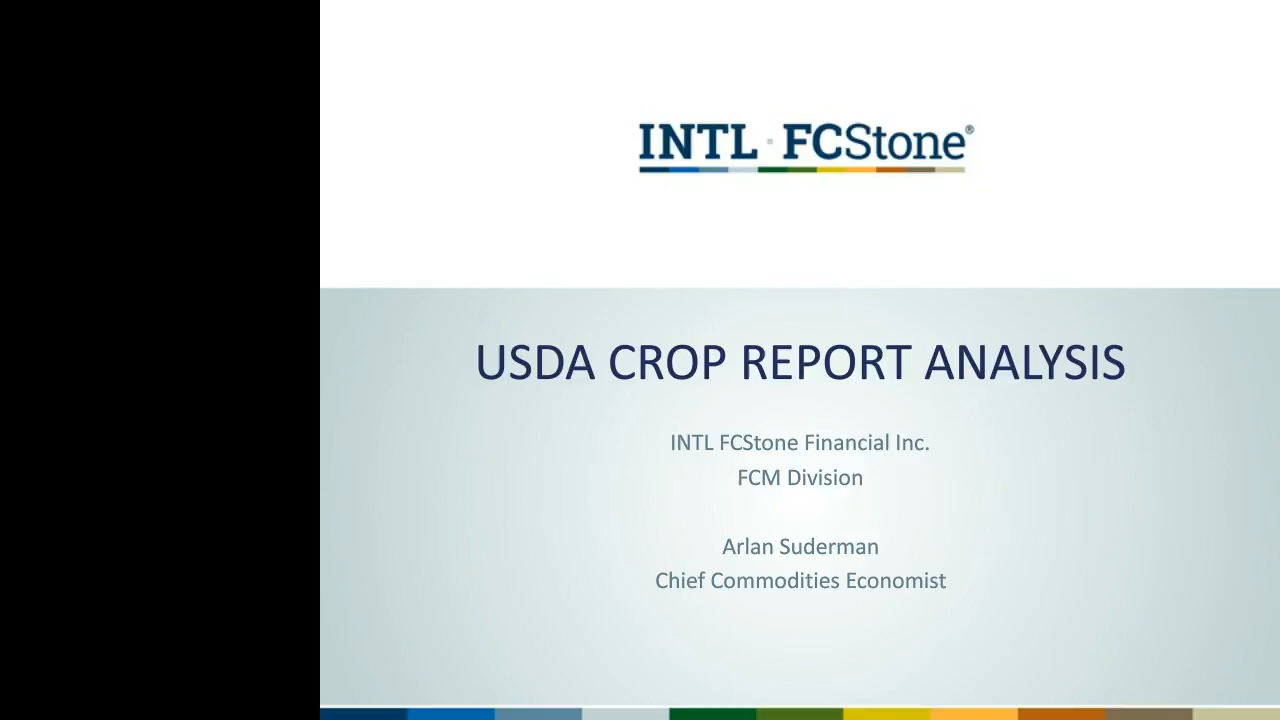 INTL · FCStone®
USDA CROP REPORT ANALYSIS
INTL FCStone Financial Inc.
FCM Division
Arlan Suderman
Chief Commodities Economist